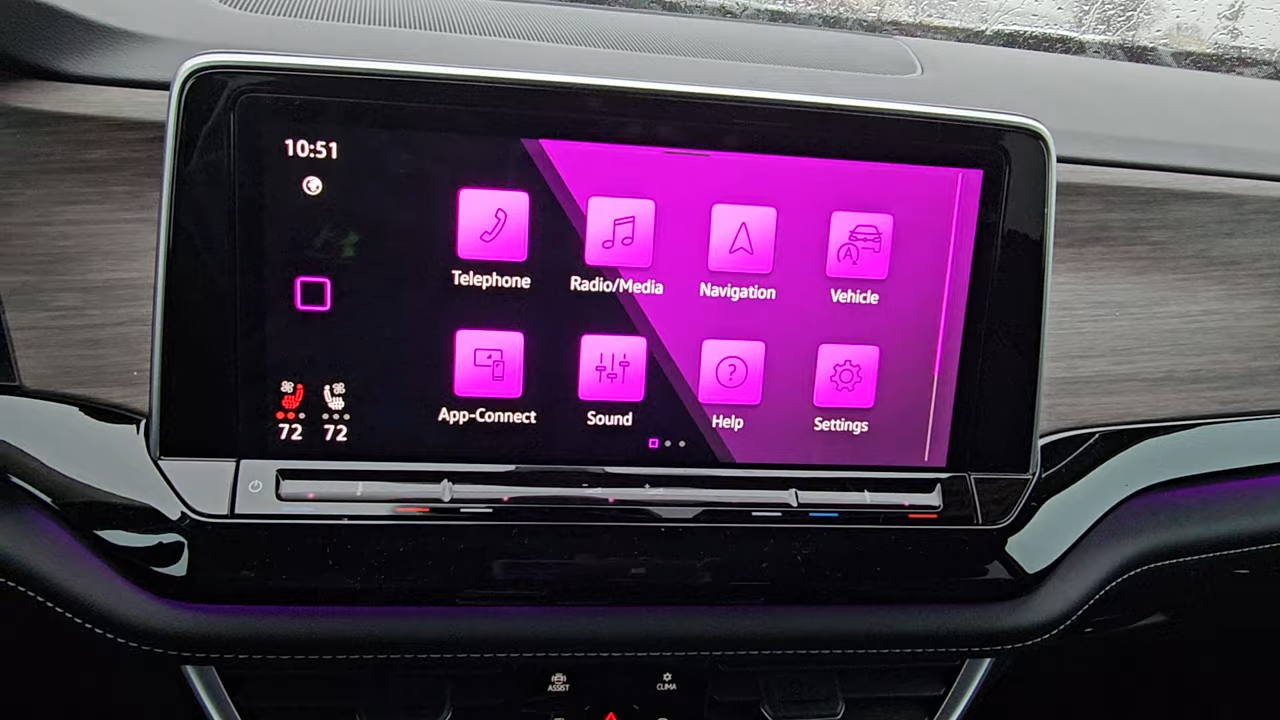 10:51
Telephone
Radio/Media
Navigation
Vehicle
A
App-Connect
Sound
?
Help
Settings
72 72
ASSIST
CLIMA